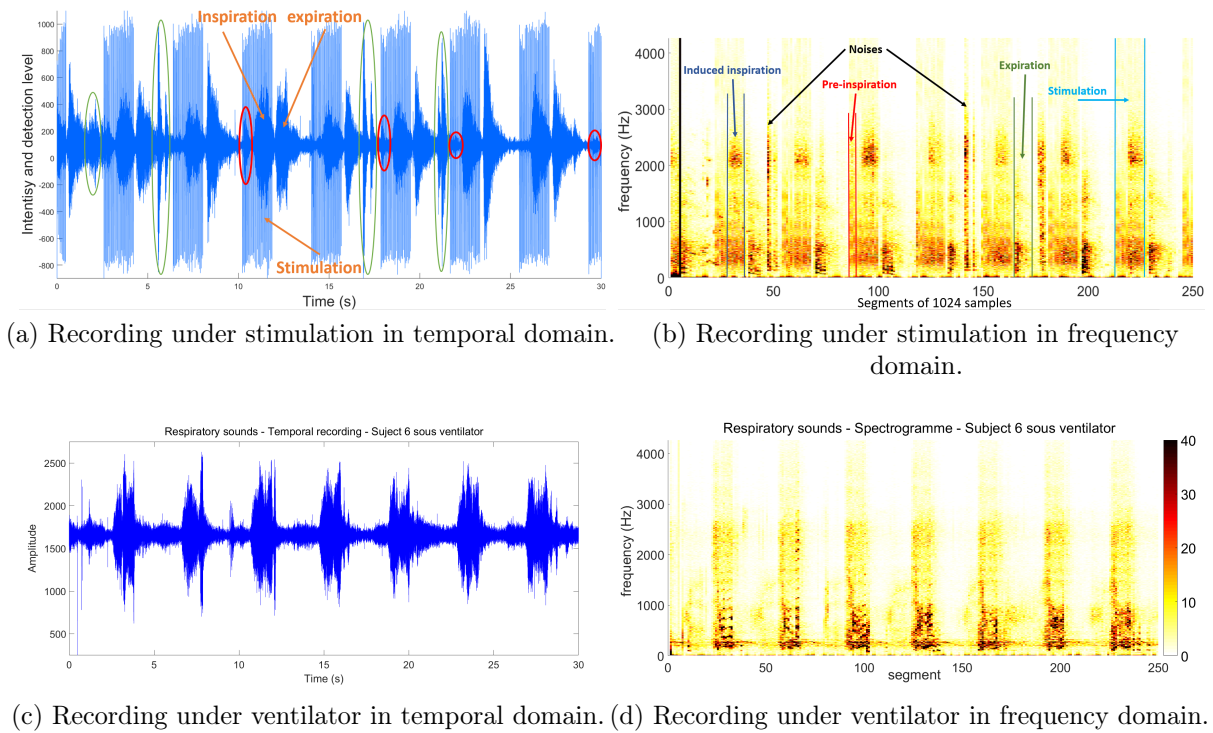 Inspiration expiration
1000
800
600
400
200
0
-200
-400
-600
-800
Intentisy and detection level
Stimulation
0 5 10 15 20 25 30
Time (s)
(a) Recording under stimulation in temporal domain.
4000
3000
2000
1000
0
frequency (Hz)
Noises
Induced inspiration
Pre-inspiration
Expiration
Stimulation
0 50 100 150 200 250
Segments of 1024 samples
(b) Recording under stimulation in frequency
domain.
Respiratory sounds - Temporal recording - Suject 6 sous ventilator
2500
2000
1500
1000
500
Amplitude
0 5 10 15 20 25 30
Time (s)
(c) Recording under ventilator in temporal domain.
Respiratory sounds - Spectrogramme - Subject 6 sous ventilator
4000
3000
2000
1000
0
frequency (Hz)
0 50 100 150 200 250
segment
40
30
20
10
0
(d) Recording under ventilator in frequency domain.